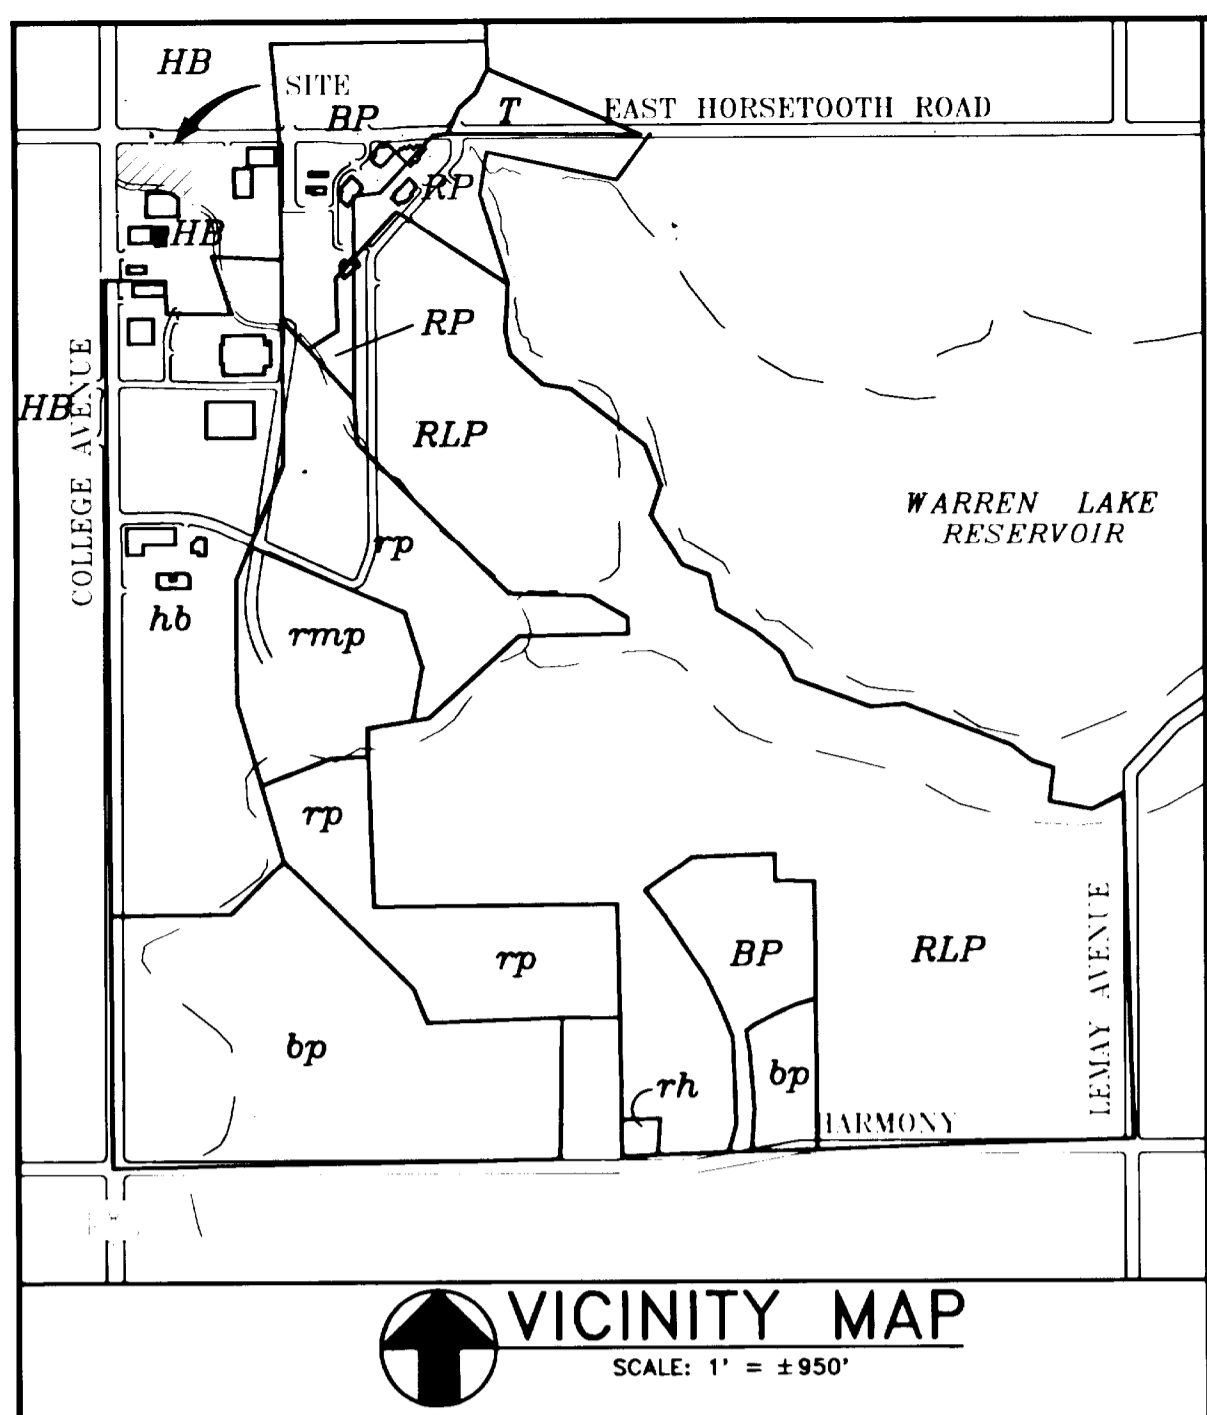 HB
SITE
BP
T
EAST HORSETOOTH ROAD
RP
HB
RP
HB
COLLEGE AVENUE
RLP
WARREN LAKE
RESERVOIR
rp
hb
rmp
rp
rp
BP
RLP
LEMAY AVENUE
bp
bp
rh
HARMONY
VICINITY MAP
SCALE: 1' = ±950'